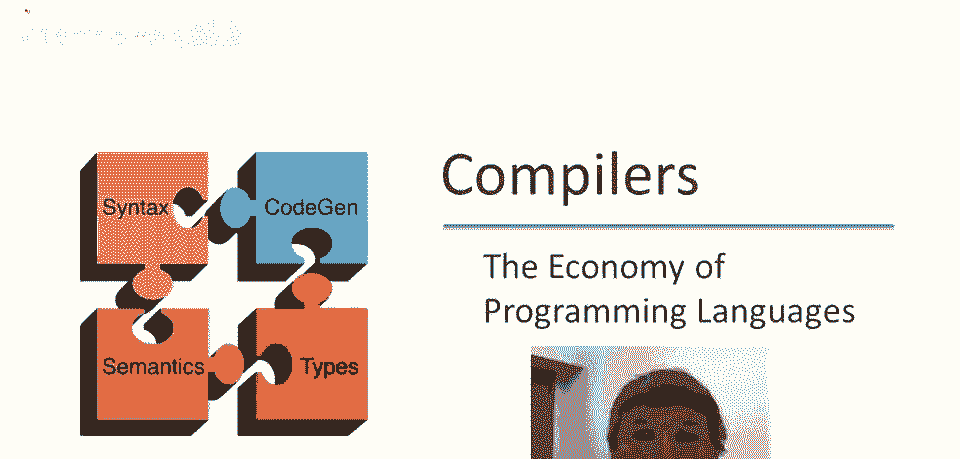 Compilers
Syntax
CodeGen
The Economy of
Programming Languages
Semantics
Types